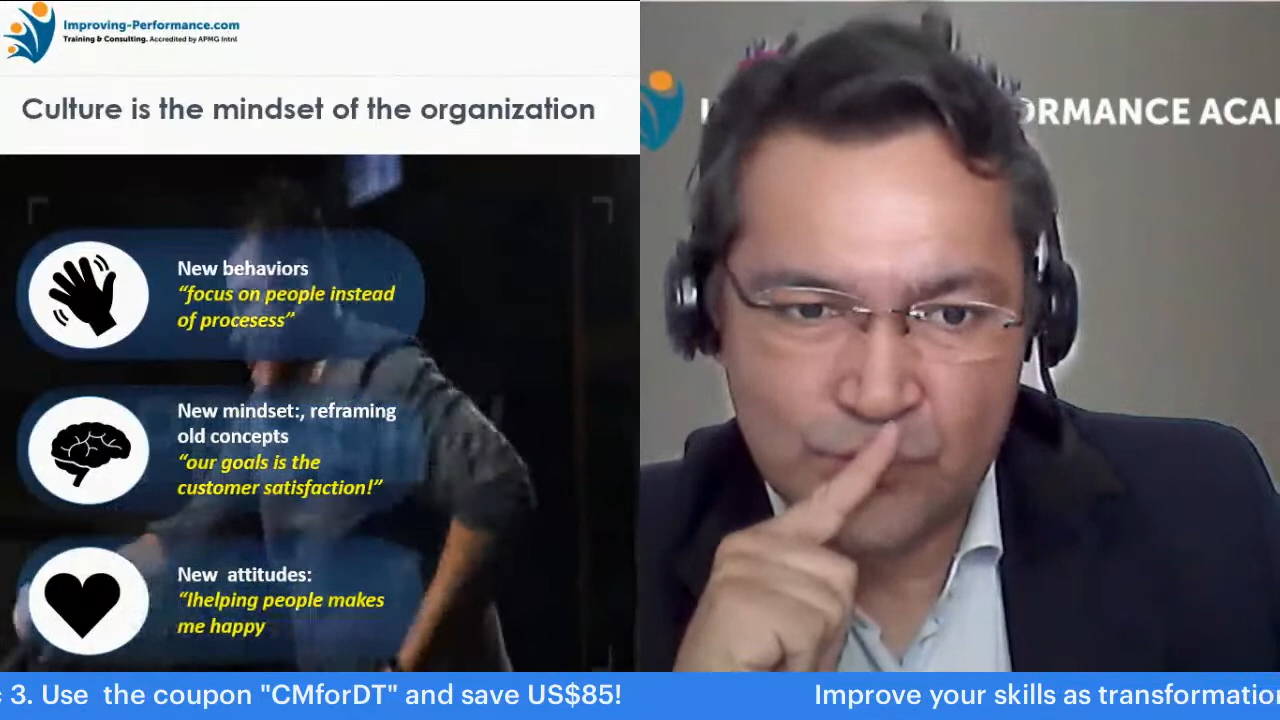 Improving-Performance.com
Training & Consulting. Accredited by APMG Intnl
Culture is the mindset of the organization
New behaviors
“focus on people instead
of procesess”
New mindset:, reframing
old concepts
“our goals is the
customer satisfaction!”
New attitudes:
“Ihelping people makes
me happy
ORMANCE ACA
3. Use the coupon "CMforDT" and save US$85!
Improve your skills as transformation